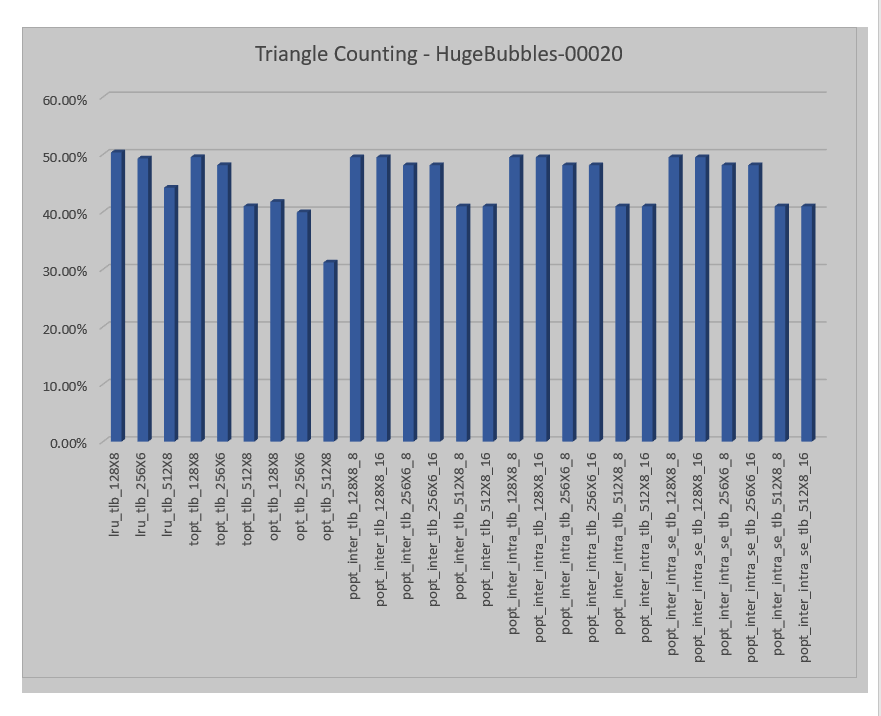 Triangle Counting - HugeBubbles-00020
60.00%
50.00%
40.00%
30.00%
20.00%
10.00%
0.00%
lru_tlb_128X8
lru_tlb_256X6
lru_tlb_512X8
topt_tlb_128X8
topt_tlb_256X6
topt_tlb_512X8
opt_tlb_128X8
opt_tlb_256X6
opt_tlb_512X8
popt_inter_tlb_128X8_8
popt_inter_tlb_128X8_16
popt_inter_tlb_256X6_8
popt_inter_tlb_256X6_16
popt_inter_tlb_512X8_8
popt_inter_tlb_512X8_16
popt_inter_intra_tlb_128X8_8
popt_inter_intra_tlb_128X8_16
popt_inter_intra_tlb_256X6_8
popt_inter_intra_tlb_256X6_16
popt_inter_intra_tlb_512X8_8
popt_inter_intra_tlb_512X8_16
popt_inter_intra_se_tlb_128X8_8
popt_inter_intra_se_tlb_128X8_16
popt_inter_intra_se_tlb_256X6_8
popt_inter_intra_se_tlb_256X6_16
popt_inter_intra_se_tlb_512X8_8
popt_inter_intra_se_tlb_512X8_16